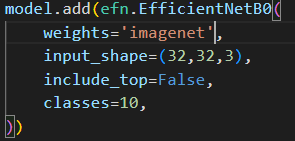 model.add(efn.EfficientNetB0(
    weights='imagenet',
    input_shape=(32,32,3),
    include_top=False,
    classes=10,
))